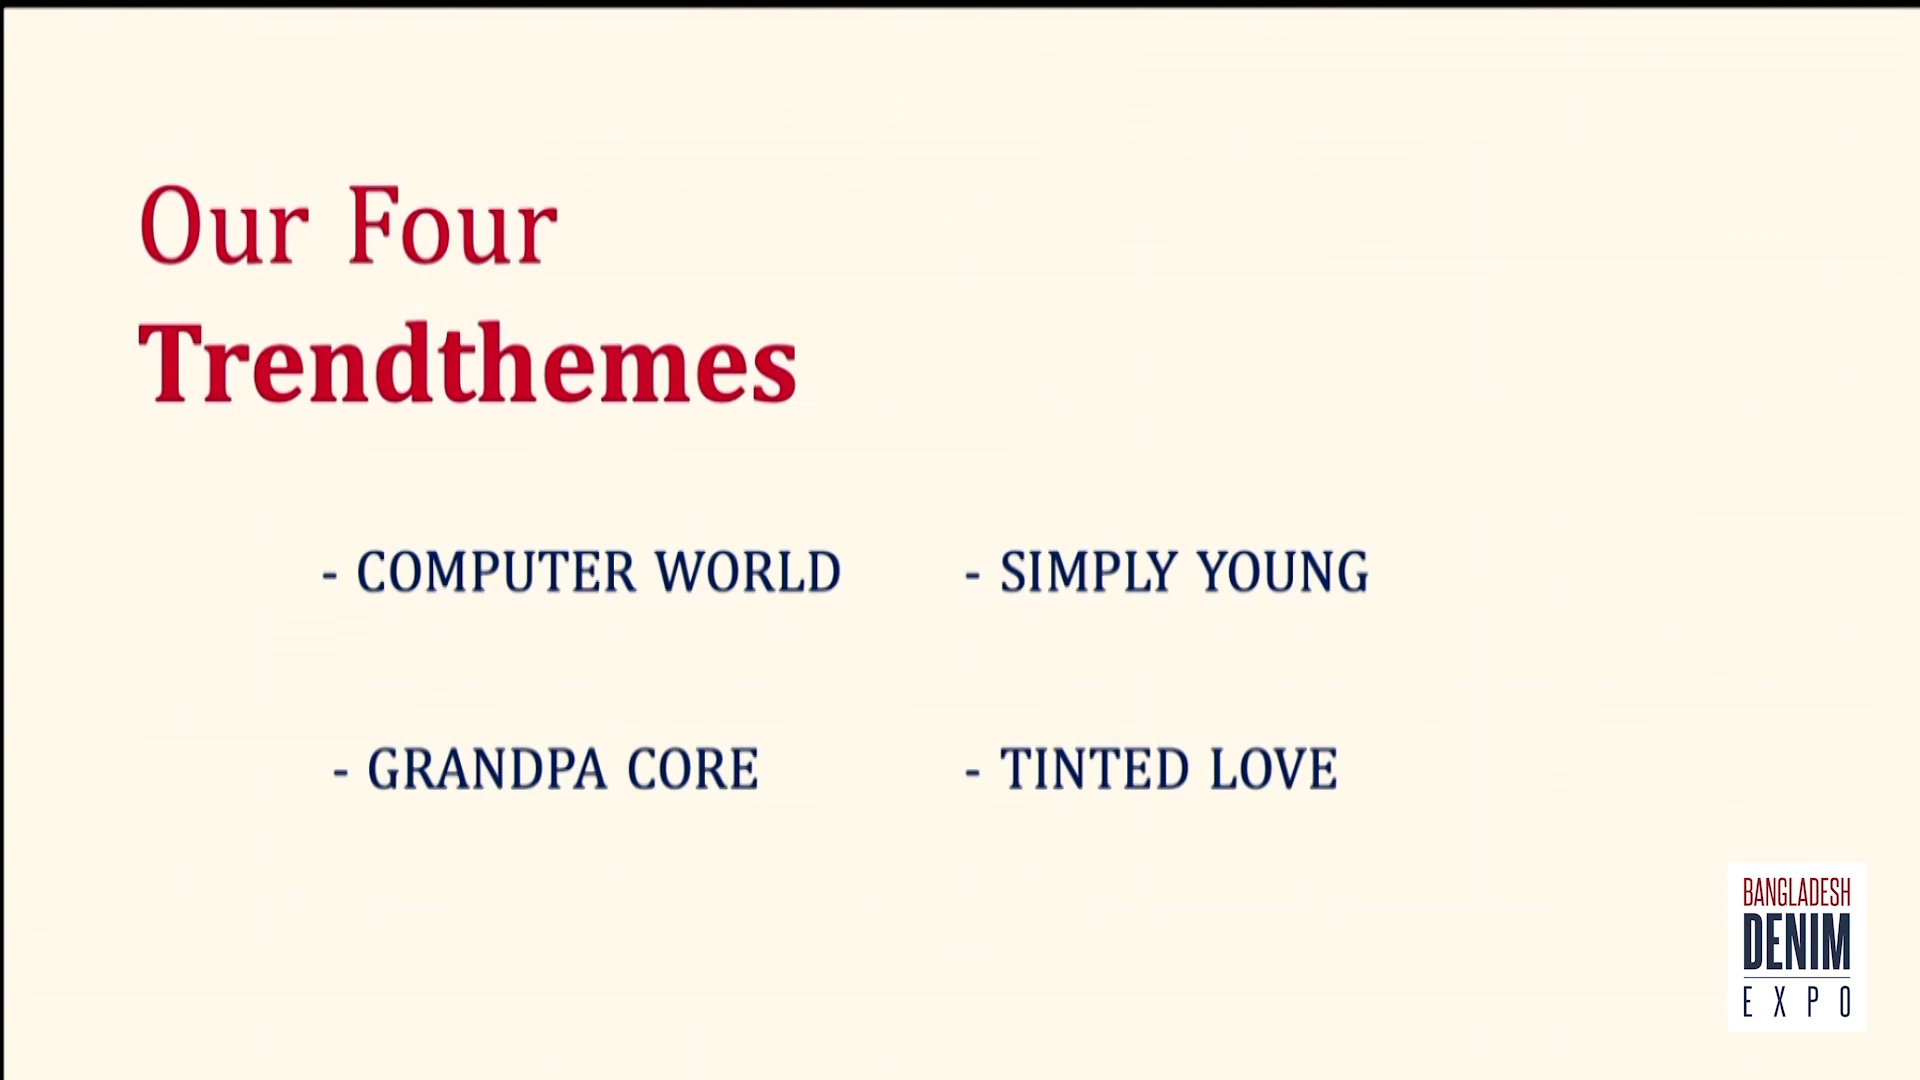 Our Four
Trendthemes
- COMPUTER WORLD
- SIMPLY YOUNG
- GRANDPA CORE
- TINTED LOVE
BANGLADESH
DENIM
EXPO